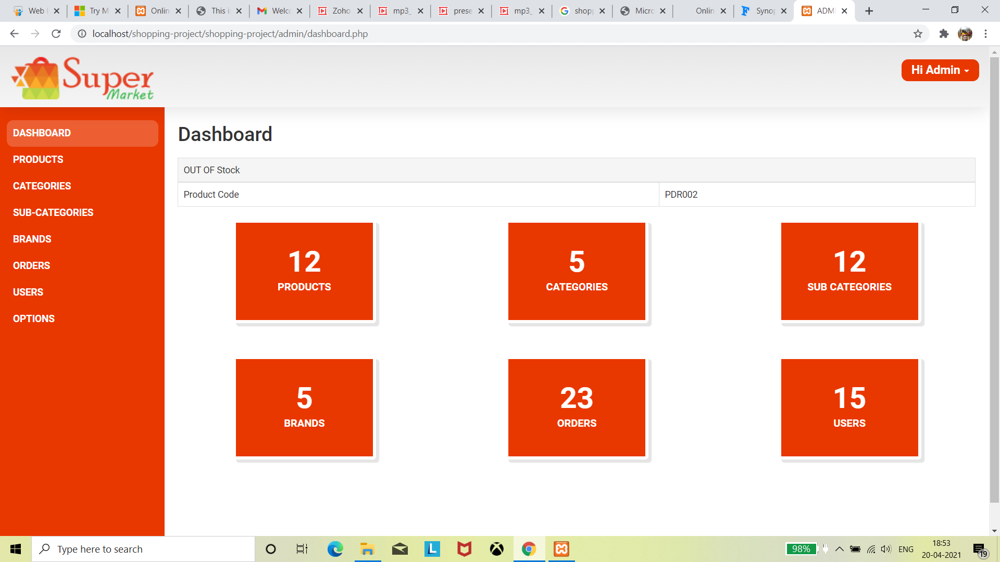 Web
Try M
Onlin
This i
Welc
Zoho
mp3_
prese
mp3_
shopp
Micro
Onlin
Synop
ADMI
localhost/shopping-project/shopping-project/admin/dashboard.php
Super
Market
Hi Admin
DASHBOARD
PRODUCTS
CATEGORIES
SUB-CATEGORIES
BRANDS
ORDERS
USERS
OPTIONS
Dashboard
OUT OF Stock
Product Code PDR002
12
PRODUCTS
5
CATEGORIES
12
SUB CATEGORIES
5
BRANDS
23
ORDERS
15
USERS
Type here to search
L
98%
ENG
18:53
20-04-2021
19